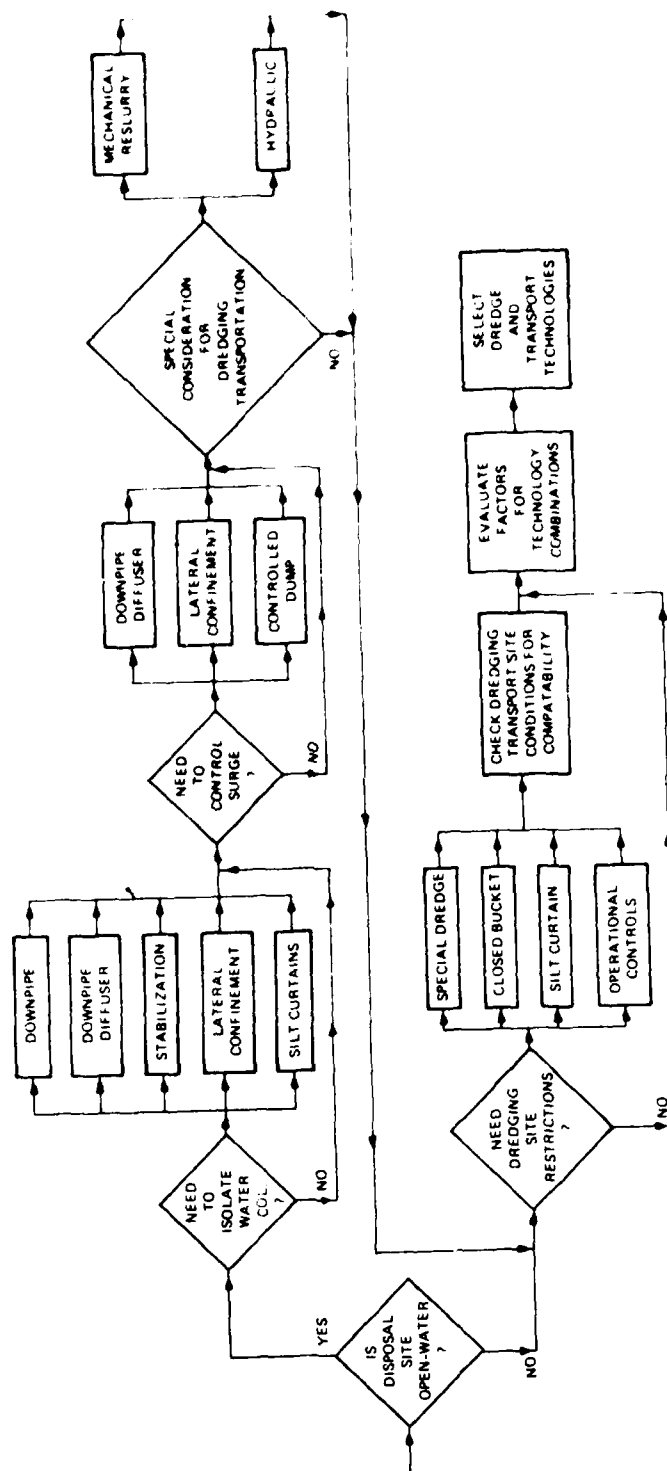 IS
DISPOSAL
SITE
OPEN-WATER
?
YES
NO
NEED
TO
ISOLATE
WATER
COL.
?
NO
DOWNPIPE
DOWNPIPE
DIFFUSER
STABILIZATION
LATERAL
CONFINEMENT
SILT CURTAINS
NEED
TO
CONTROL
SURGE
?
NO
DOWNPIPE
DIFFUSER
LATERAL
CONFINEMENT
CONTROLLED
DUMP
SPECIAL
CONSIDERATION
FOR
DREDGING
TRANSPORTATION
NO
MECHANICAL
RESLURRY
HYDRAULIC
NEED
DREDGING
SITE
RESTRICTIONS
?
NO
SPECIAL DREDGE
CLOSED BUCKET
SILT CURTAIN
OPERATIONAL
CONTROLS
CHECK DREDGING
TRANSPORT SITE
CONDITIONS FOR
COMPATABILITY
EVALUATE
FACTORS
FOR
TECHNOLOGY
COMBINATIONS
SELECT
DREDGE
AND
TRANSPORT
TECHNOLOGIES